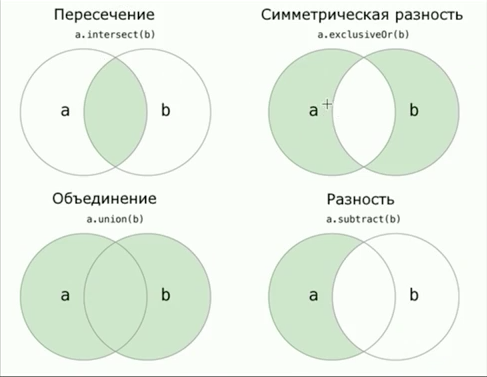 Пересечение
a.intersect(b)
a
b
Симметрическая разность
a.exclusiveOr(b)
a
b
Объединение
a.union(b)
a
b
Разность
a.subtract(b)
a
b